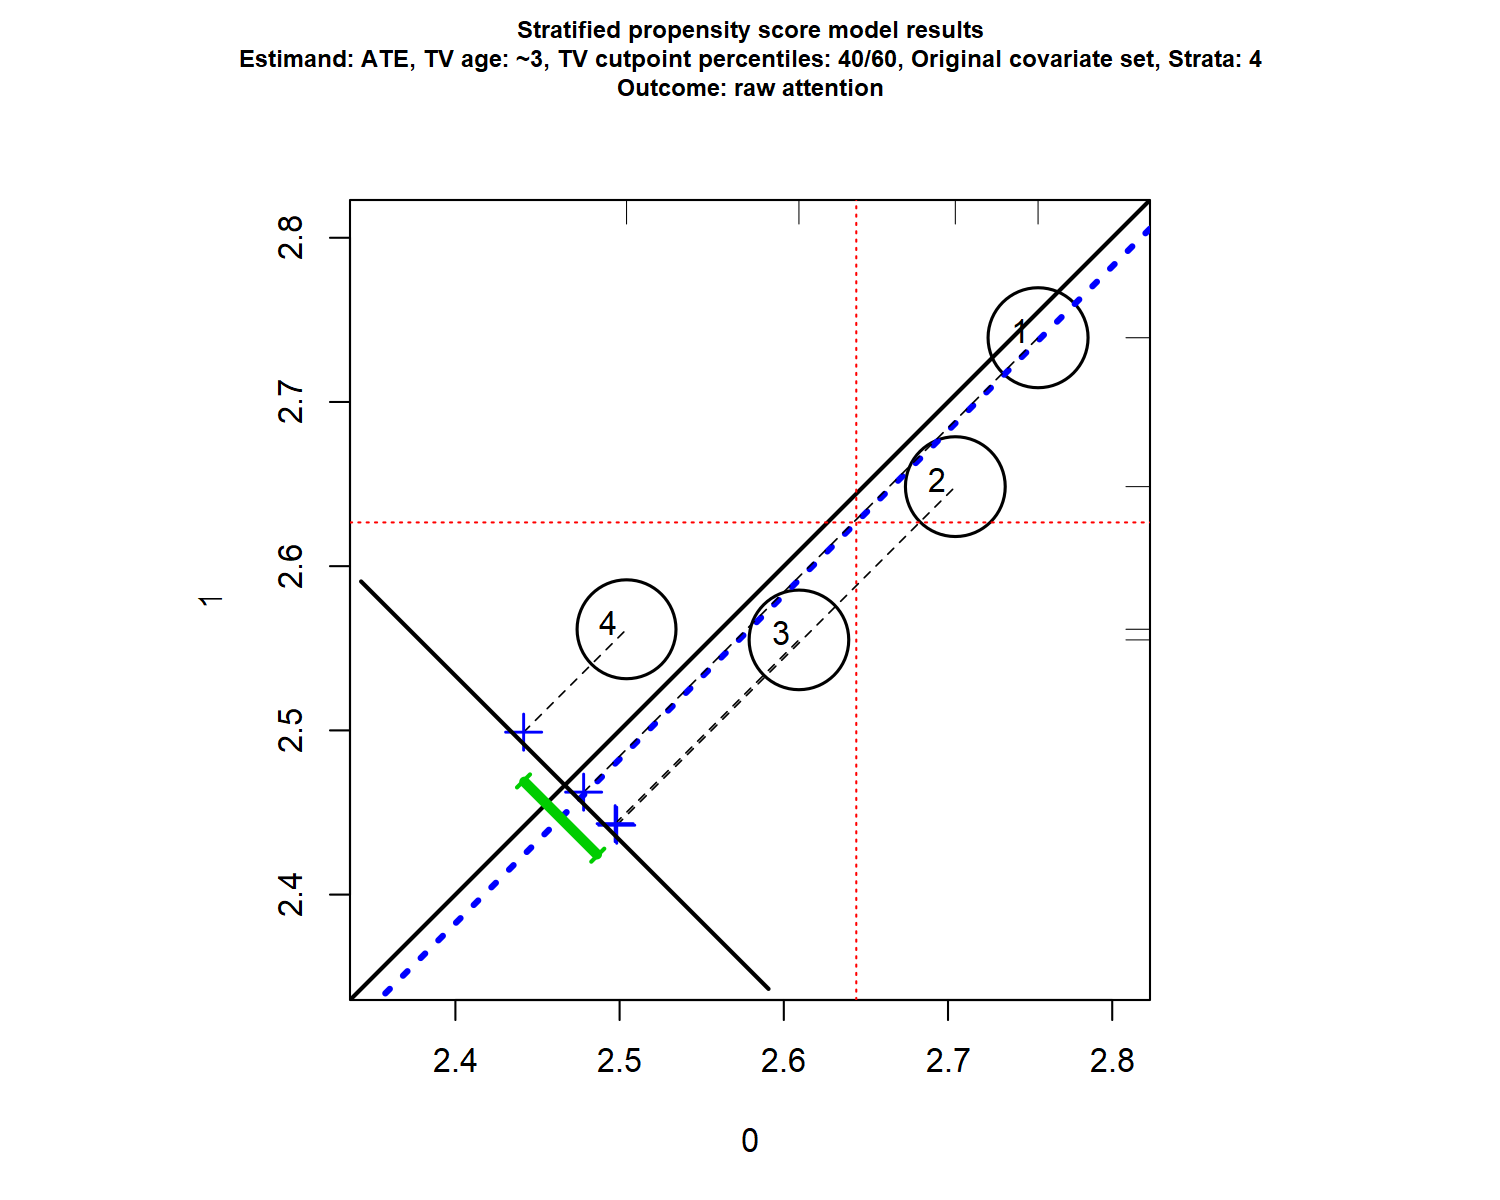 Stratified propensity score model results
Estimand: ATE, TV age: ~3, TV cutpoint percentiles: 40/60, Original covariate set, Strata: 4
Outcome: raw attention
2.8
2.7
2.6
2.5
2.4
1
1
2
3
4
2.4 2.5 2.6 2.7 2.8
0